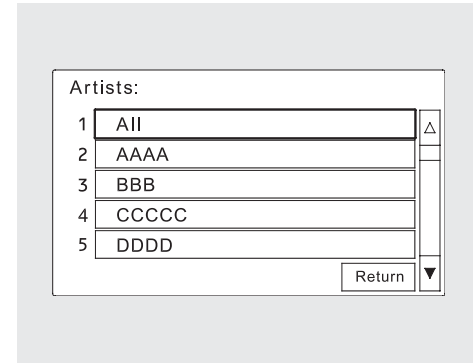 Artists:
1 All
2 AAAA
3 BBB
4 CCCCC
5 DDDD
Return